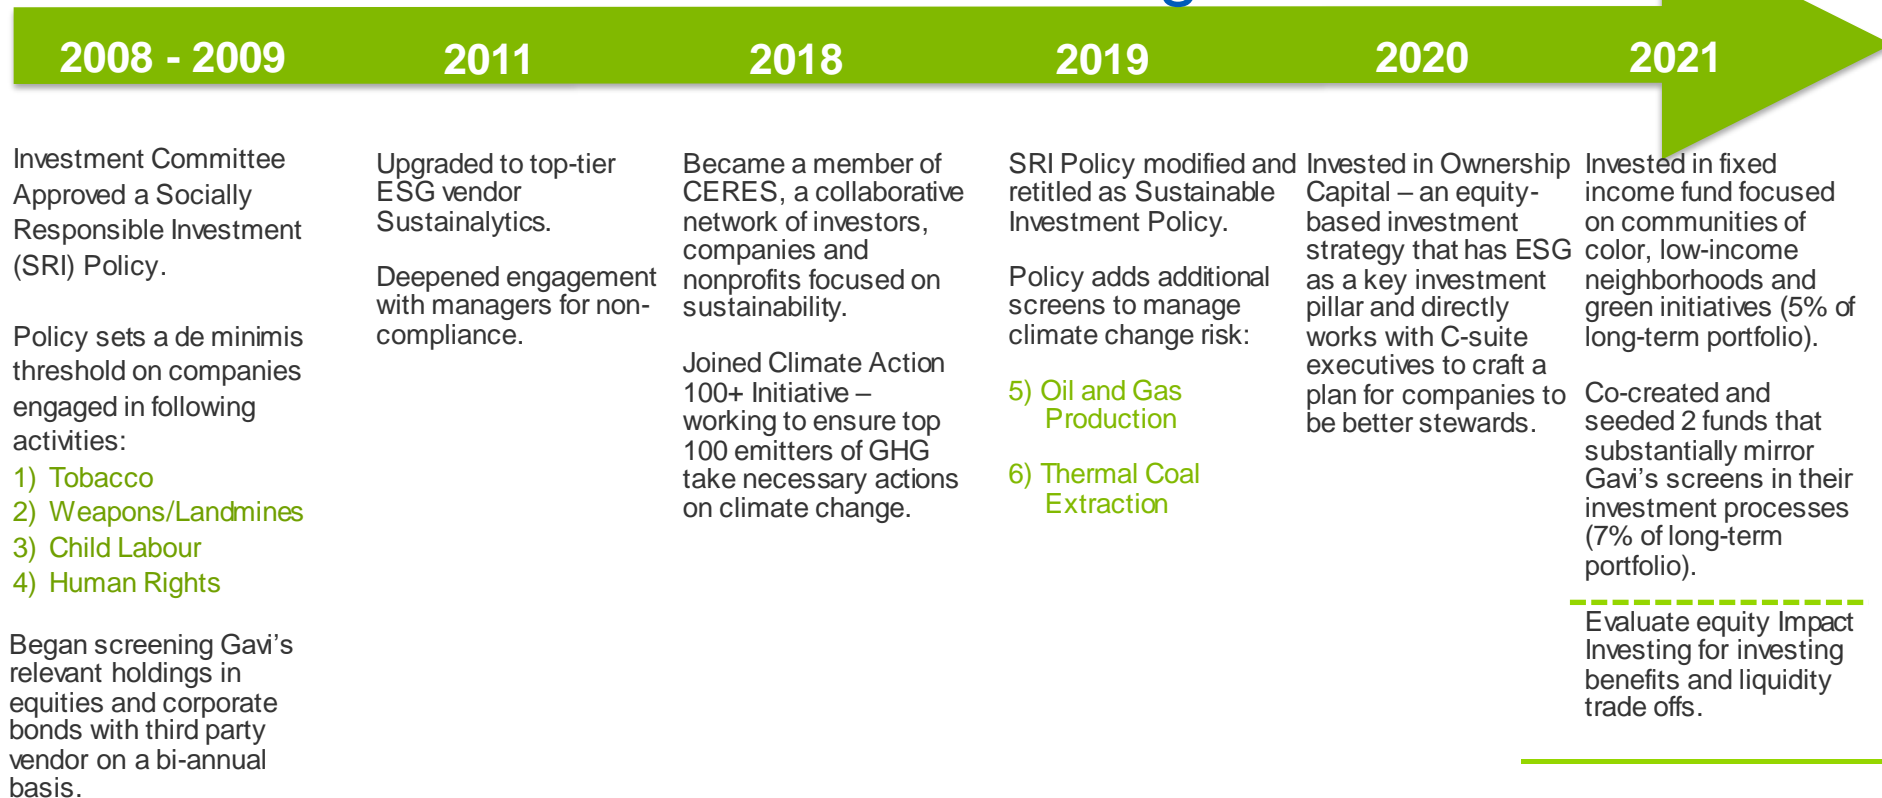 2008 - 2009
2011
2018
2019
2020
2021
Investment Committee
Approved a Socially
Responsible Investment
(SRI) Policy.
Policy sets a de minimis
threshold on companies
engaged in following
activities:
1) Tobacco
2) Weapons/Landmines
3) Child Labour
4) Human Rights
Began screening Gavi's
relevant holdings in
equities and corporate
bonds with third party
vendor on a bi-annual
basis.
Upgraded to top-tier
ESG vendor
Sustainalytics.
Deepened engagement
with managers for non-
compliance.
Became a member of
CERES, a collaborative
network of investors,
companies and
nonprofits focused on
sustainability.
Joined Climate Action
100+ Initiative –
working to ensure top
100 emitters of GHG
take necessary actions
on climate change.
SRI Policy modified and
retitled as Sustainable
Investment Policy.
Policy adds additional
screens to manage
climate change risk:
5) Oil and Gas
Production
6) Thermal Coal
Extraction
Invested in Ownership
Capital – an equity-
based investment
strategy that has ESG
as a key investment
pillar and directly
works with C-suite
executives to craft a
plan for companies to
be better stewards.
Invested in fixed
income fund focused
on communities of
color, low-income
neighborhoods and
green initiatives (5% of
long-term portfolio).
Co-created and
seeded 2 funds that
substantially mirror
Gavi's screens in their
investment processes
(7% of long-term
portfolio).
Evaluate equity Impact
Investing for investing
benefits and liquidity
trade offs.